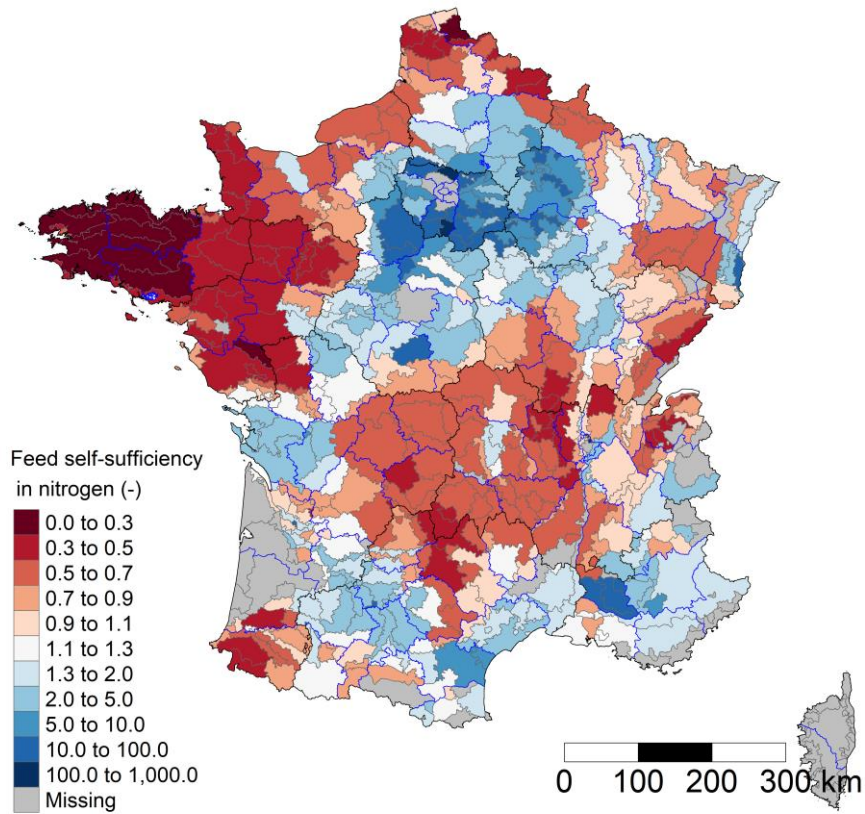 Feed self-sufficiency
in nitrogen (-)
0.0 to 0.3
0.3 to 0.5
0.5 to 0.7
0.7 to 0.9
0.9 to 1.1
1.1 to 1.3
1.3 to 2.0
2.0 to 5.0
5.0 to 10.0
10.0 to 100.0
100.0 to 1,000.0
Missing
0 100 200 300 km